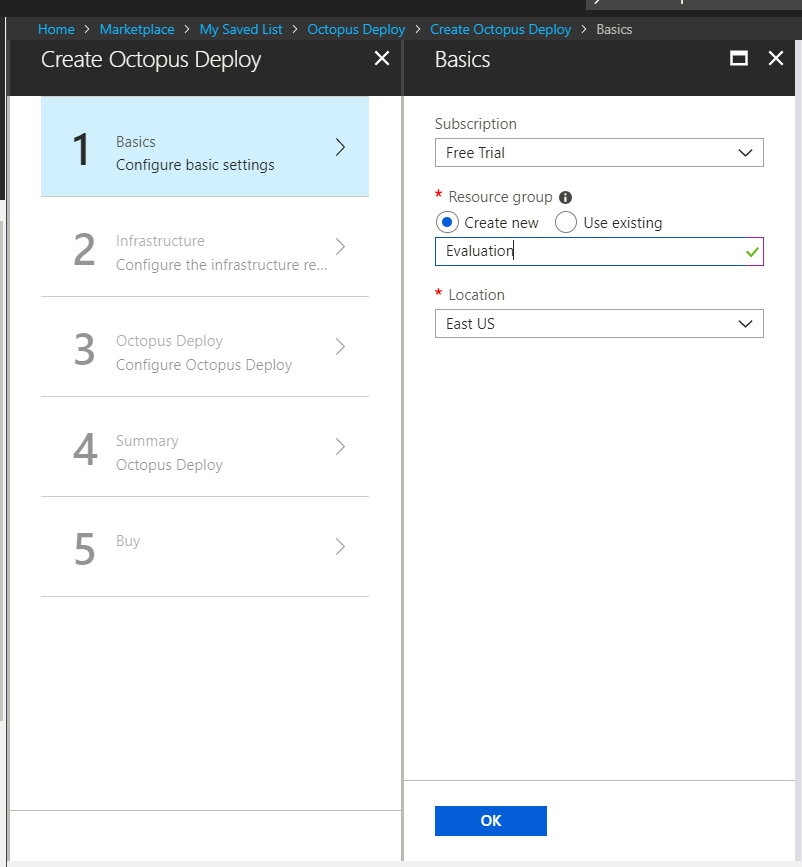 Home > Marketplace > My Saved List > Octopus Deploy > Create Octopus Deploy > Basics
Create Octopus Deploy
1
Basics
Configure basic settings
2
Infrastructure
Configure the infrastructure re...
3
Octopus Deploy
Configure Octopus Deploy
4
Summary
Octopus Deploy
5
Buy
Basics
Subscription
Free Trial
* Resource group
Create new Use existing
Evaluation
* Location
East US
OK